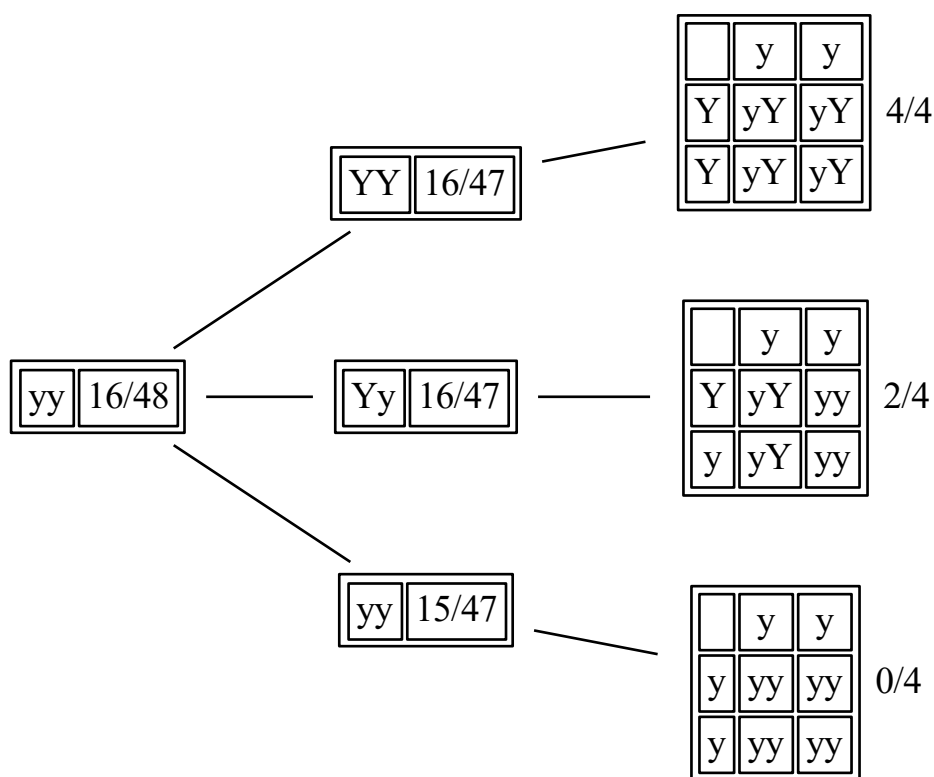 y y
Y yY yY 4/4
Y yY yY
YY 16/47
yy 16/48
Yy 16/47
y y
Y yY yy 2/4
y yY yy
yy 15/47
y y
y yy yy 0/4
y yy yy